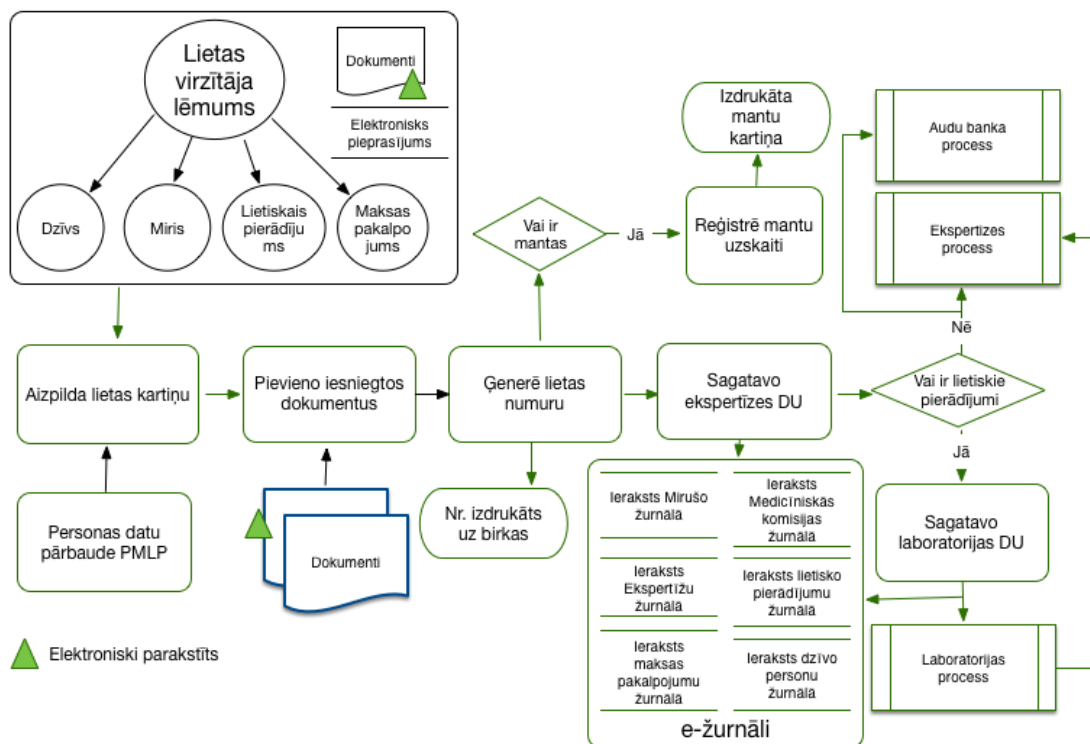 Lietas
virzītāja
lēmums
Dokumenti
Elektronisks
pieprasījums
Dzīvs
Miris
Lietiskais
pierādīju
ms
Maksas
pakalpo
jums
Izdrukāta
mantu
kartiņa
Audu banka
process
Vai ir
mantas
Jā
Reģistrē mantu
uzskaiti
Ekspertīzes
process
Nē
Aizpilda lietas kartiņu
Pievieno iesniegtos
dokumentus
Ģenerē lietas
numuru
Sagatavo
ekspertīzes DU
Vai ir lietiskie
pierādījumi
Jā
Personas datu
pārbaude PMLP
Dokumenti
Nr. izdrukāts
uz birkas
Ieraksts Mirušo
žurnālā
Ieraksts
Medicīniskās
komisijas
žurnālā
Ieraksts
Ekspertīžu
žurnālā
Ieraksts lietisko
pierādījumu
žurnālā
Ieraksts
maksas
pakalpojumu
žurnālā
Ieraksts dzīvo
personu
žurnālā
e-žurnāli
Sagatavo
laboratorijas DU
Laboratorijas
process
Elektroniski parakstīts